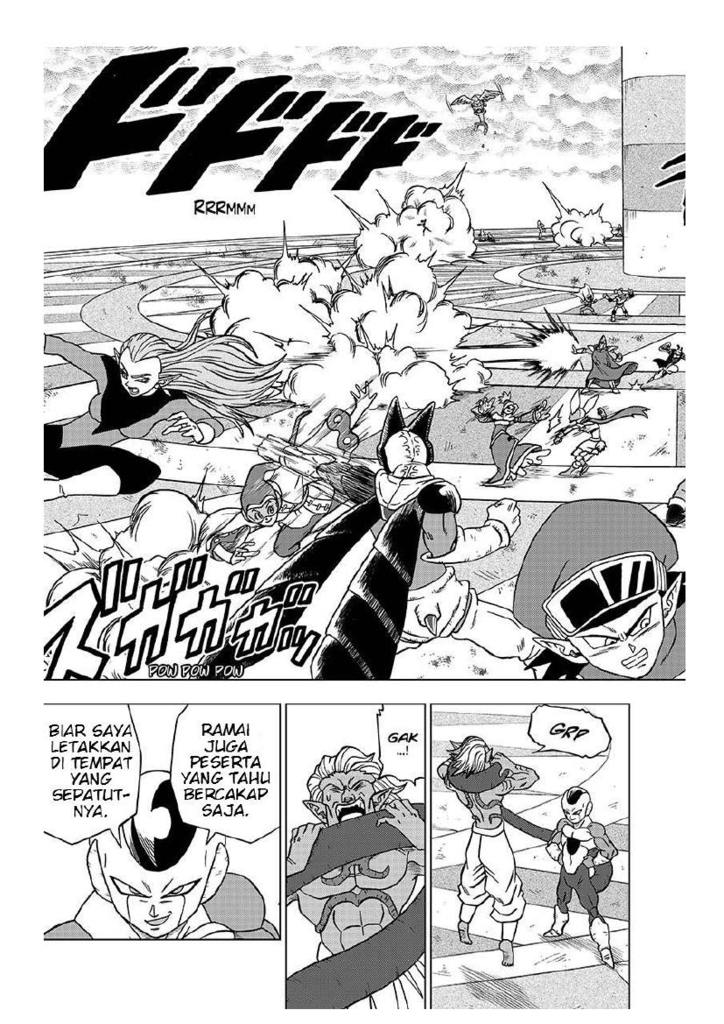 ドドドドド
RRRMMM
ズガガガガッ
POW POW POW
GRP
GAK
...!
RAMAI
JUGA
PESERTA
YANG TAHU
BERCAKAP
SAJA.
BIAR SAYA
LETAKKAN
DI TEMPAT
YANG
SEPATUT-
NYA.